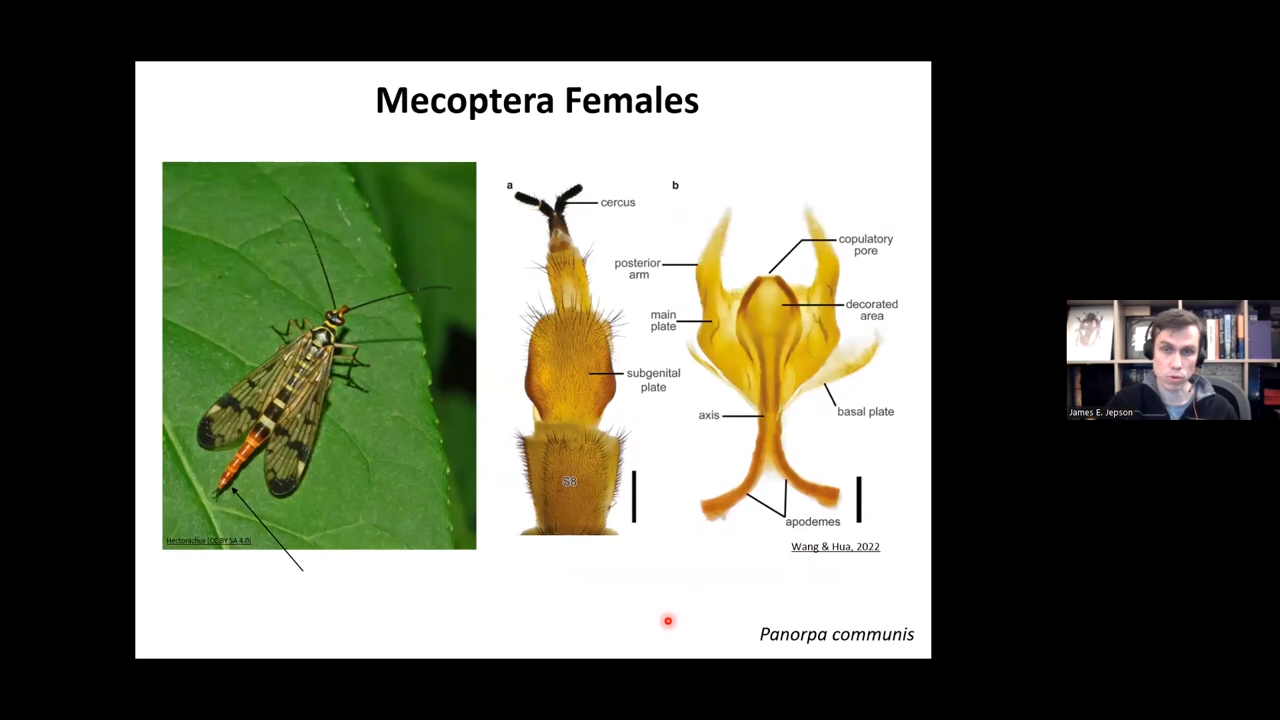 Mecoptera Females
Hectonichus (CC BY SA 4.0)
a
cercus
subgenital
plate
S8
b
posterior
arm
copulatory
pore
main
plate
decorated
area
axis
basal plate
apodemes
Wang & Hua, 2022
Panorpa communis
James E. Jepson